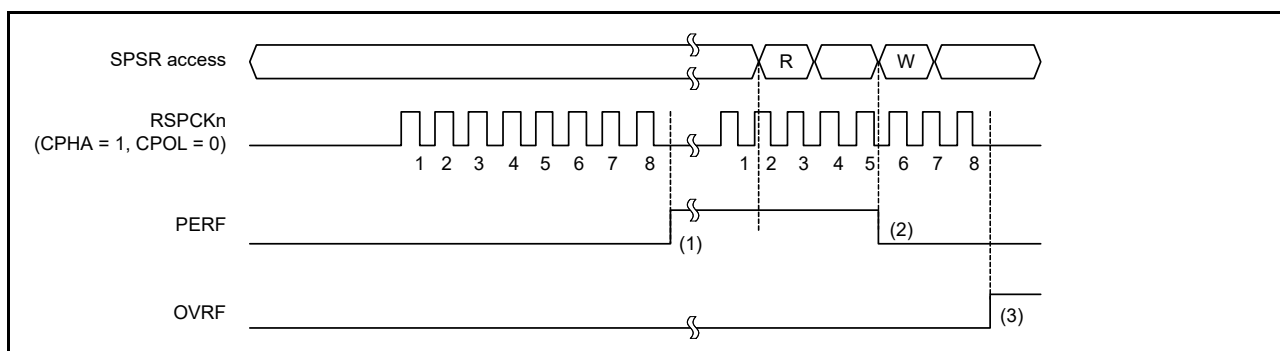 SPSR access
R
W
RSPCKn
(CPHA = 1, CPOL = 0)
1 2 3 4 5 6 7 8 1 2 3 4 5 6 7 8
PERF
(1)
(2)
OVRF
(3)